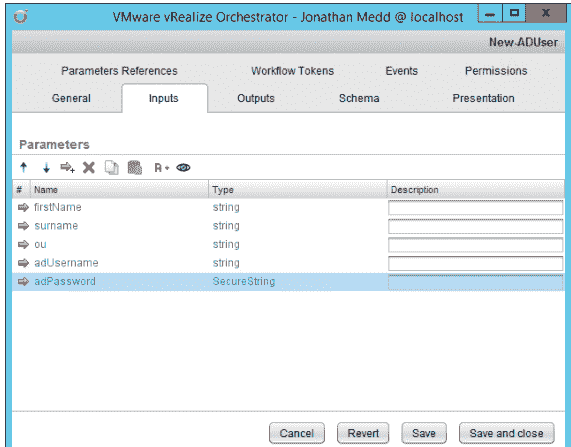 VMware vRealize Orchestrator - Jonathan Medd @ localhost
New-ADUser
Parameters References Workflow Tokens Events Permissions
General Inputs Outputs Schema Presentation
Parameters
# Name Type Description
firstName string
surname string
ou string
adUsername string
adPassword SecureString
Cancel Revert Save Save and close